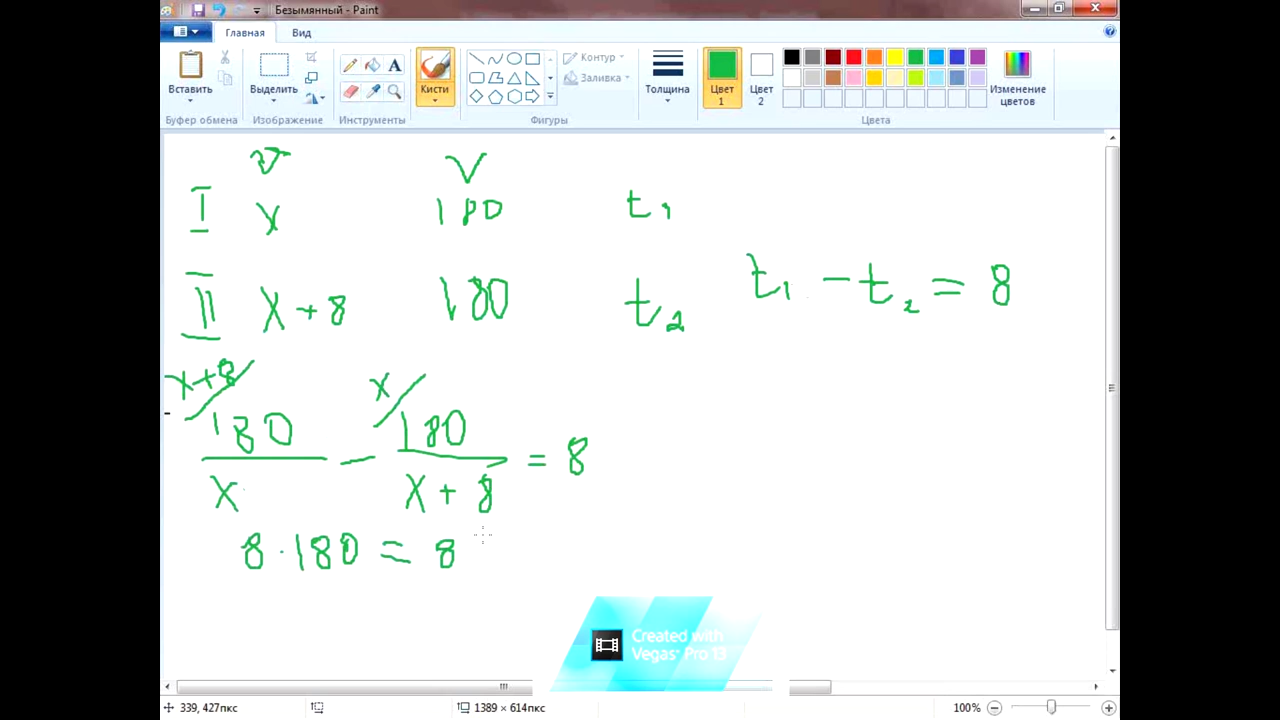 Безымянный - Paint
Главная Вид
Вставить Выделить Кисти Контур Заливка Толщина Цвет 1 Цвет 2 Изменение цветов
Буфер обмена Изображение Инструменты Фигуры Цвета
v V
I x 180 t₁
II x + 8 180 t₂ t₁ - t₂ = 8
x+8/ x/
180/x - 180/(x + 8) = 8
8 · 180 = 8
Created with
Vegas™ Pro 13
339, 427пкс 1389 × 614пкс 100%